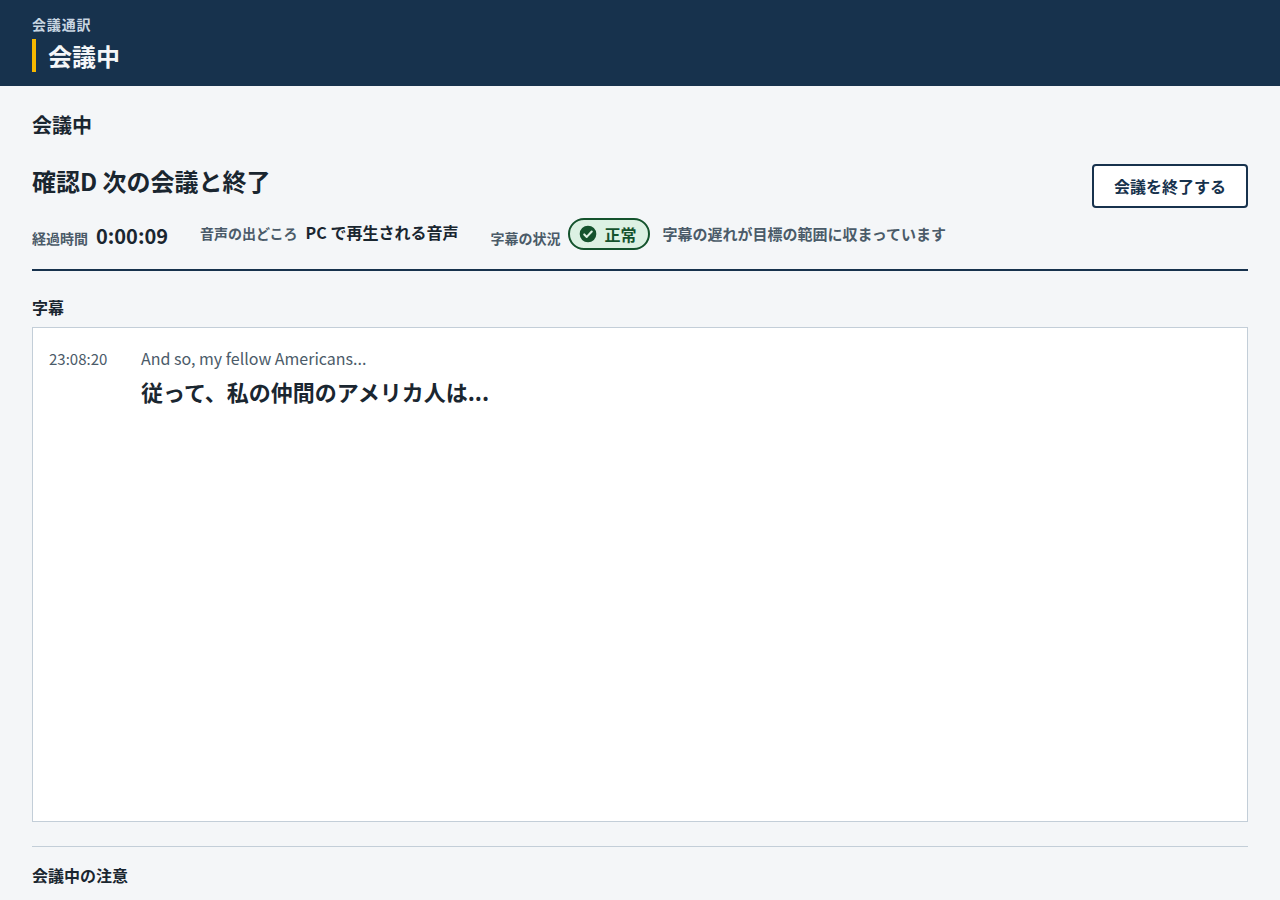 会議通訳
会議中
会議中
確認D 次の会議と終了
会議を終了する
経過時間 0:00:09 音声の出どころ PC で再生される音声 字幕の状況 正常 字幕の遅れが目標の範囲に収まっています
字幕
23:08:20 And so, my fellow Americans...
従って、私の仲間のアメリカ人は...
会議中の注意